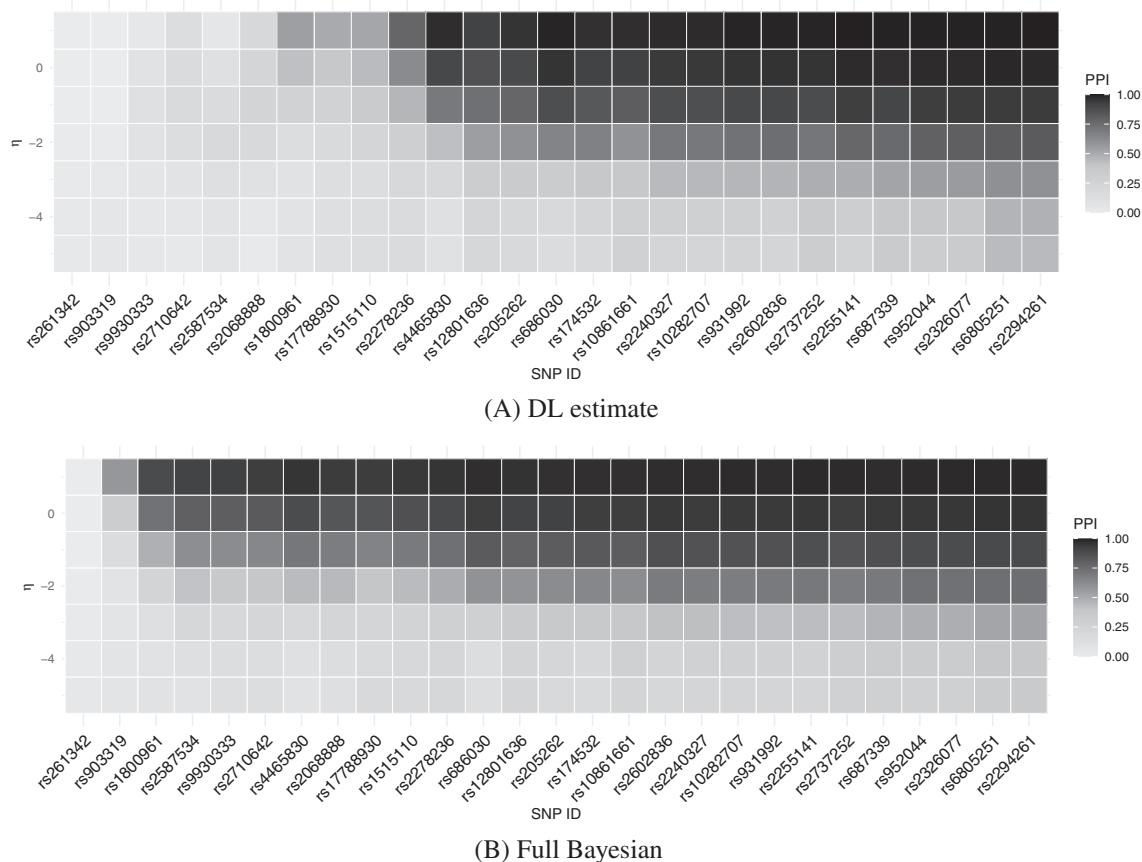 0
−2
−4
η
rs261342
rs903319
rs9930333
rs2710642
rs2587534
rs2068888
rs1800961
rs17788930
rs1515110
rs2278236
rs4465830
rs12801636
rs205262
rs686030
rs174532
rs10861661
rs2240327
rs10282707
rs931992
rs2602836
rs2737252
rs2255141
rs687339
rs952044
rs2326077
rs6805251
rs2294261
SNP ID
PPI
1.00
0.75
0.50
0.25
0.00
(A) DL estimate
0
−2
−4
η
rs261342
rs903319
rs1800961
rs2587534
rs9930333
rs2710642
rs4465830
rs2068888
rs17788930
rs1515110
rs2278236
rs686030
rs12801636
rs205262
rs174532
rs10861661
rs2602836
rs2240327
rs10282707
rs931992
rs2255141
rs2737252
rs687339
rs952044
rs2326077
rs6805251
rs2294261
SNP ID
PPI
1.00
0.75
0.50
0.25
0.00
(B) Full Bayesian